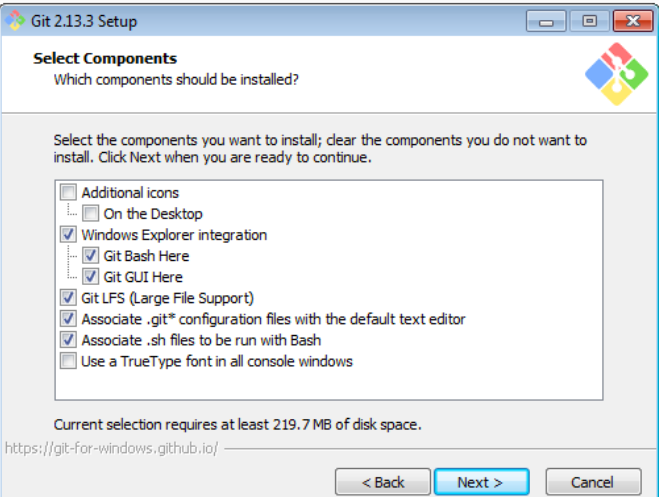 Git 2.13.3 Setup
Select Components
Which components should be installed?
Select the components you want to install; clear the components you do not want to
install. Click Next when you are ready to continue.
Additional icons
On the Desktop
Windows Explorer integration
Git Bash Here
Git GUI Here
Git LFS (Large File Support)
Associate .git* configuration files with the default text editor
Associate .sh files to be run with Bash
Use a TrueType font in all console windows
Current selection requires at least 219.7 MB of disk space.
https://git-for-windows.github.io/
< Back Next > Cancel